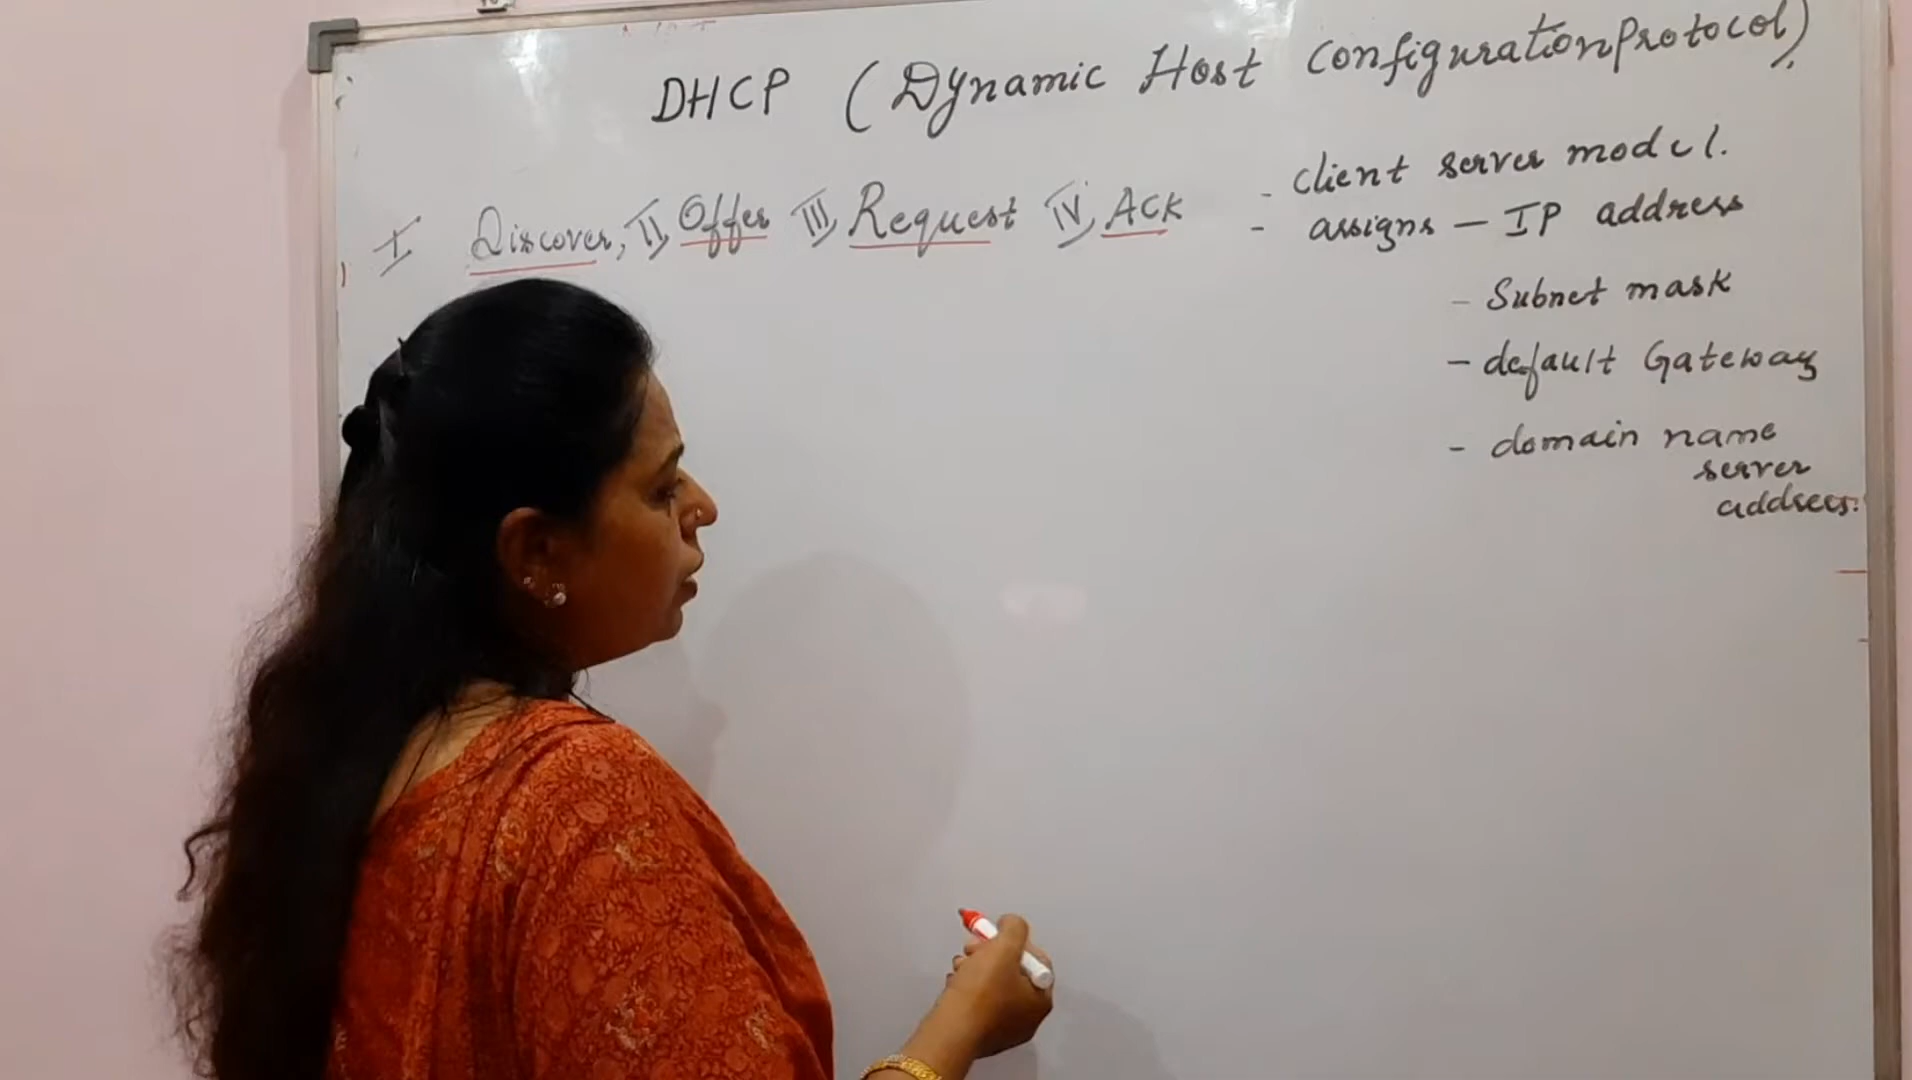 DHCP (Dynamic Host Configuration Protocol)
I Discover, II, Offer III, Request IV, Ack
- Client server model.
- assigns - IP address
- Subnet mask
- default Gateway
- domain name
server
address.